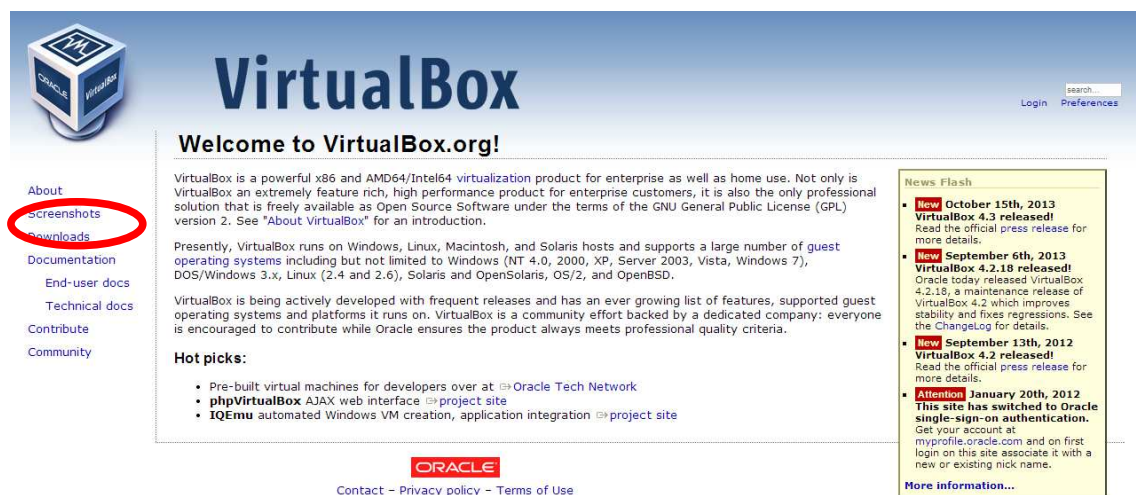 ORACLE
VirtualBox
VirtualBox
search...
Login Preferences
Welcome to VirtualBox.org!
About
Screenshots
Downloads
Documentation
End-user docs
Technical docs
Contribute
Community
VirtualBox is a powerful x86 and AMD64/Intel64 virtualization product for enterprise as well as home use. Not only is
VirtualBox an extremely feature rich, high performance product for enterprise customers, it is also the only professional
solution that is freely available as Open Source Software under the terms of the GNU General Public License (GPL)
version 2. See "About VirtualBox" for an introduction.
Presently, VirtualBox runs on Windows, Linux, Macintosh, and Solaris hosts and supports a large number of guest
operating systems including but not limited to Windows (NT 4.0, 2000, XP, Server 2003, Vista, Windows 7),
DOS/Windows 3.x, Linux (2.4 and 2.6), Solaris and OpenSolaris, OS/2, and OpenBSD.
VirtualBox is being actively developed with frequent releases and has an ever growing list of features, supported guest
operating systems and platforms it runs on. VirtualBox is a community effort backed by a dedicated company: everyone
is encouraged to contribute while Oracle ensures the product always meets professional quality criteria.
Hot picks:
• Pre-built virtual machines for developers over at Oracle Tech Network
• phpVirtualBox AJAX web interface project site
• IQEmu automated Windows VM creation, application integration project site
News Flash
New October 15th, 2013
VirtualBox 4.3 released!
Read the official press release for
more details.
New September 6th, 2013
VirtualBox 4.2.18 released!
Oracle today released VirtualBox
4.2.18, a maintenance release of
VirtualBox 4.2 which improves
stability and fixes regressions. See
the ChangeLog for details.
New September 13th, 2012
VirtualBox 4.2 released!
Read the official press release for
more details.
Attention January 20th, 2012
This site has switched to Oracle
single-sign-on authentication.
Get your account at
myprofile.oracle.com and on first
login on this site associate it with a
new or existing nick name.
More information...
ORACLE
Contact – Privacy policy – Terms of Use